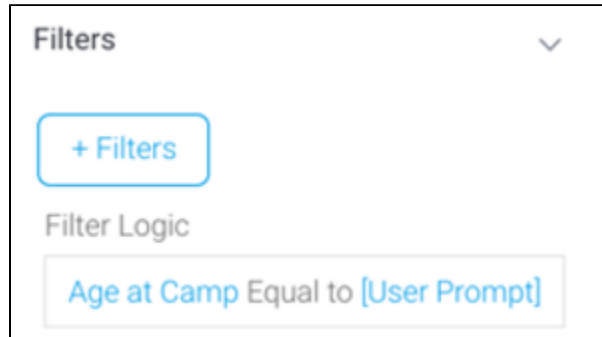 Filters
+ Filters
Filter Logic
Age at Camp Equal to [User Prompt]